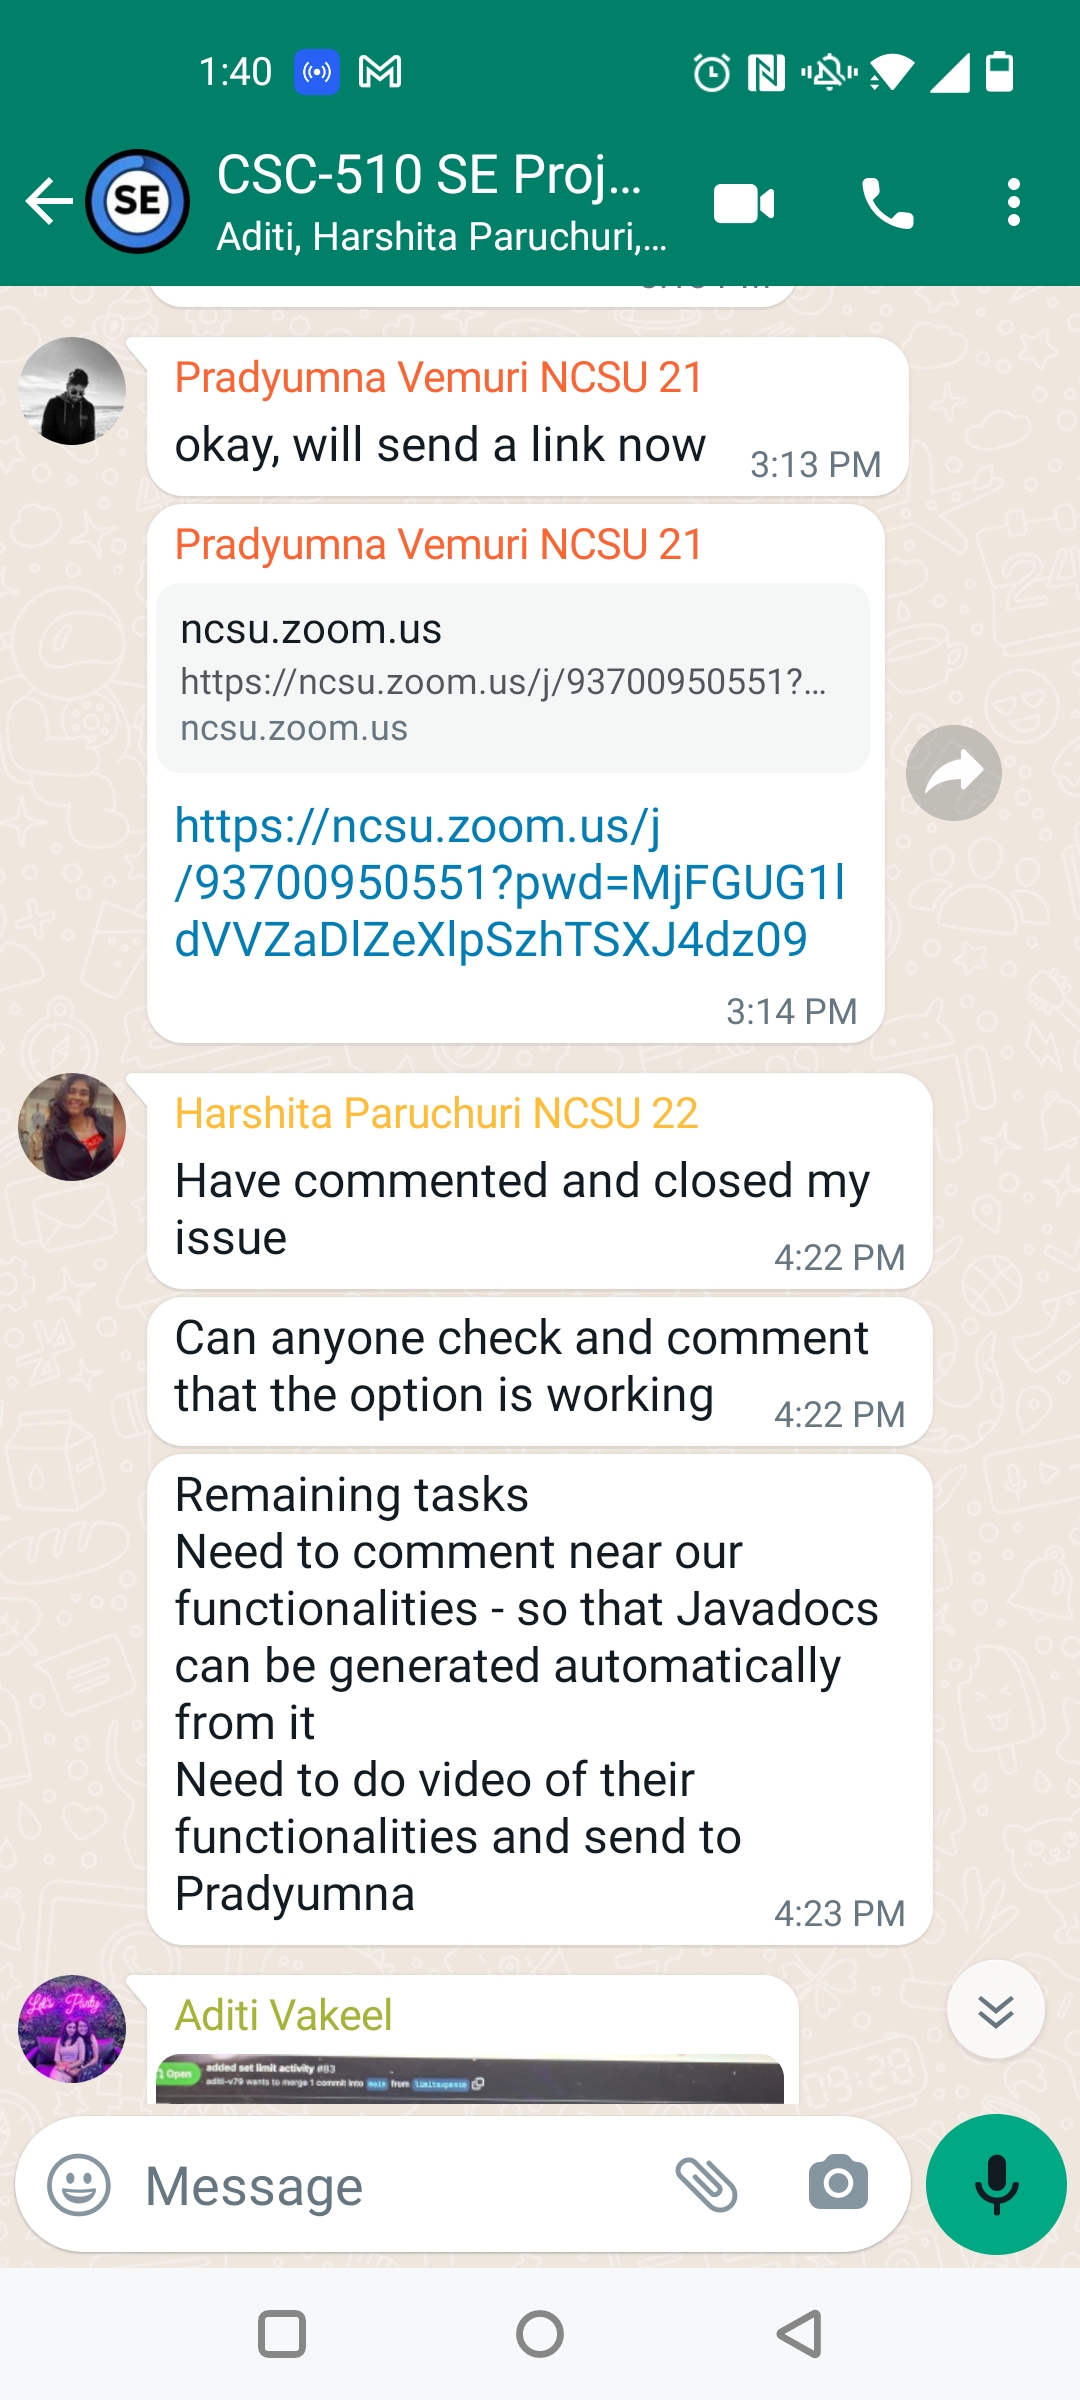 1:40
SE
CSC-510 SE Proj...
Aditi, Harshita Paruchuri,...
Pradyumna Vemuri NCSU 21
okay, will send a link now
3:13 PM
Pradyumna Vemuri NCSU 21
ncsu.zoom.us
https://ncsu.zoom.us/j/93700950551?...
ncsu.zoom.us
https://ncsu.zoom.us/j
/93700950551?pwd=MjFGUG1l
dVVZaDlZeXlpSzhTSXJ4dz09
3:14 PM
Harshita Paruchuri NCSU 22
Have commented and closed my
issue
4:22 PM
Can anyone check and comment
that the option is working
4:22 PM
Remaining tasks
Need to comment near our
functionalities - so that Javadocs
can be generated automatically
from it
Need to do video of their
functionalities and send to
Pradyumna
4:23 PM
Let's Party
Aditi Vakeel
Open
added set limit activity #83
aditi-v79 wants to merge 1 commit into main from limitexpense
Message